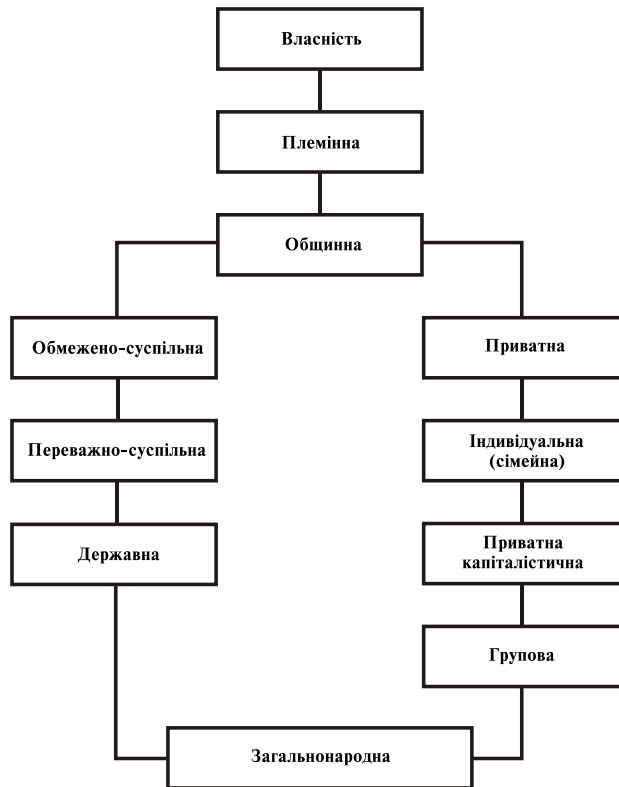 Власність
Племінна
Общинна
Обмежено-суспільна
Приватна
Переважно-суспільна
Індивідуальна
(сімейна)
Державна
Приватна
капіталістична
Групова
Загальнонародна